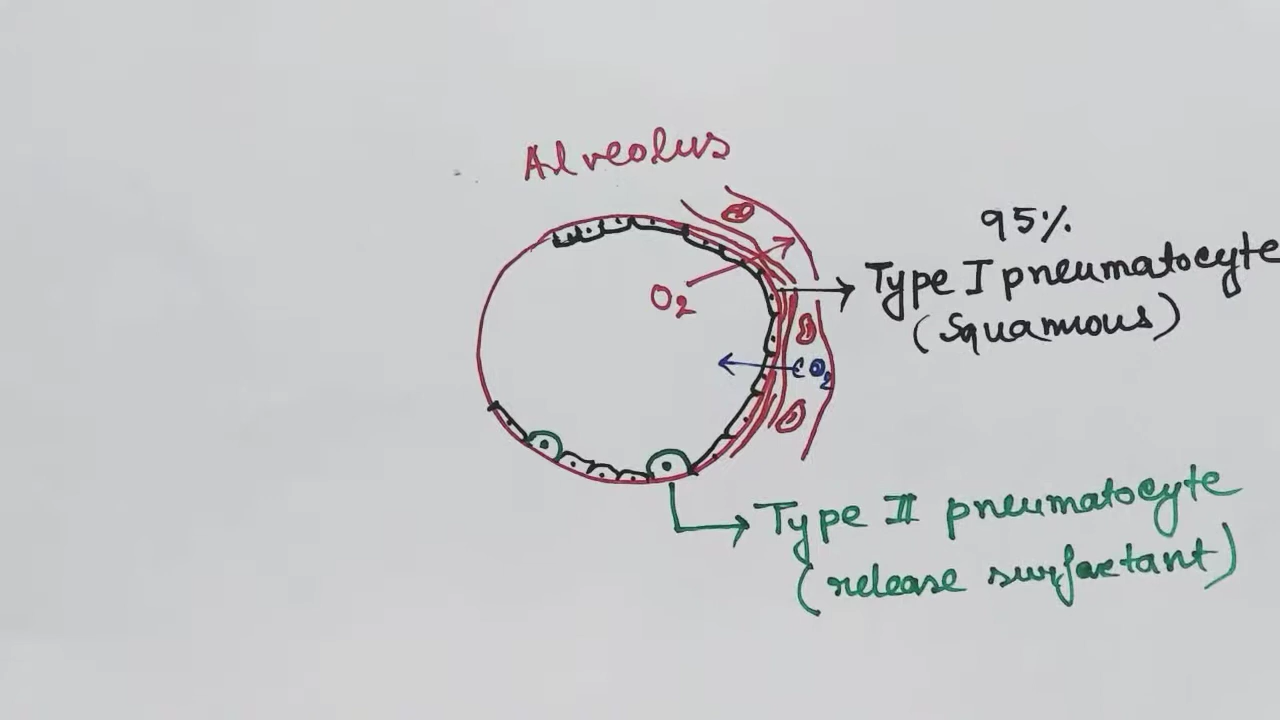 Alveolus
95%
Type I pneumatocyte
(Squamous)
O2
CO2
Type II pneumatocyte
(release surfactant)